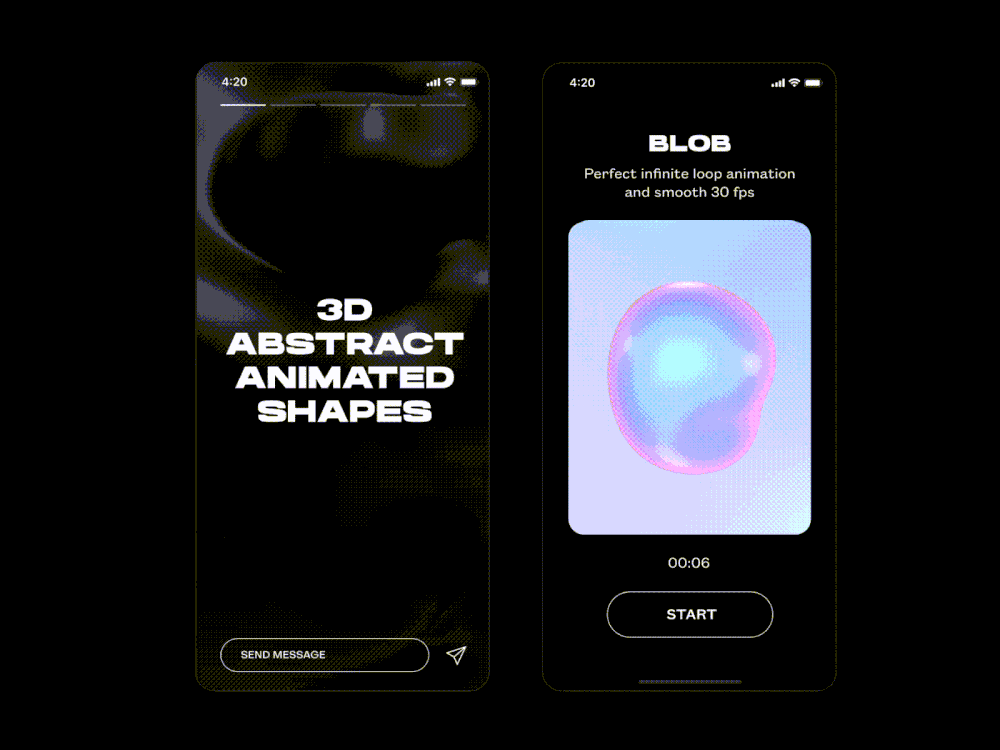 4:20
3D
ABSTRACT
ANIMATED
SHAPES
SEND MESSAGE
4:20
BLOB
Perfect infinite loop animation
and smooth 30 fps
00:06
START